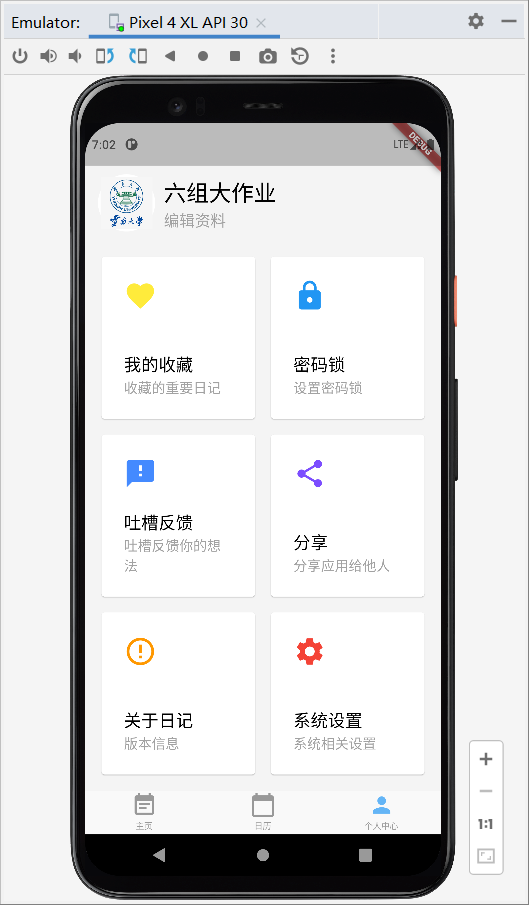 Emulator: Pixel 4 XL API 30
7:02
LTE
DEBUG
六组大作业
编辑资料
我的收藏
收藏的重要日记
密码锁
设置密码锁
吐槽反馈
吐槽反馈你的想
法
分享
分享应用给他人
关于日记
版本信息
系统设置
系统相关设置
主页
日历
个人中心
1:1